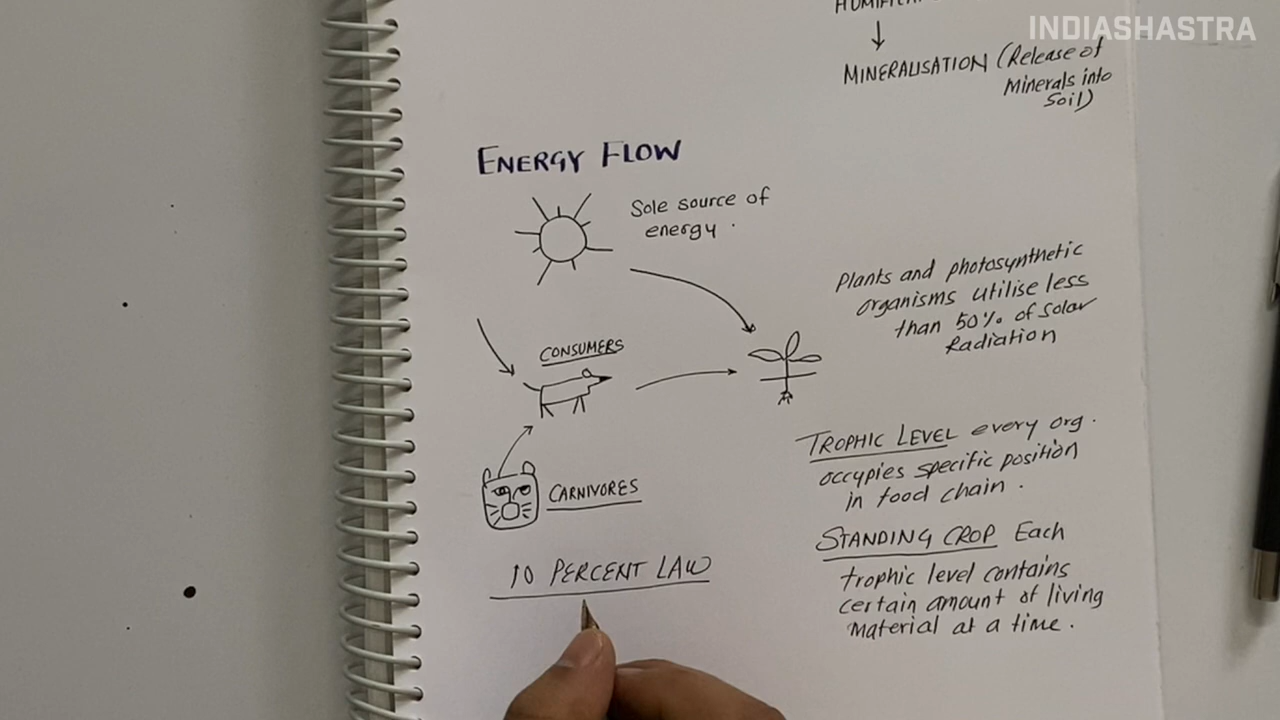 INDIASHASTRA
↓
MINERALISATION (Release of
Minerals into
Soil)
ENERGY FLOW
Sole source of
energy.
Plants and photosynthetic
organisms utilise less
than 50% of solar
Radiation
CONSUMERS
TROPHIC LEVEL every org.
occupies specific position
in food chain.
CARNIVORES
STANDING CROP Each
trophic level contains
certain amount of living
Material at a time.
10 PERCENT LAW